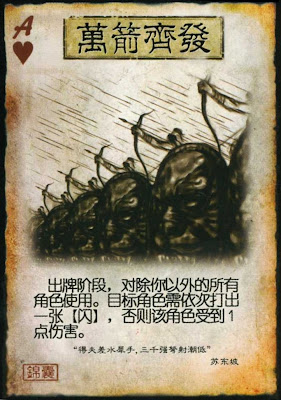 A
萬箭齊發
出牌阶段，对除你以外的所有
角色使用。目标角色需依次打出
一张【闪】，否则该角色受到1
点伤害。
“得夫差水犀手，三千强弩射潮低”
苏东坡
錦囊